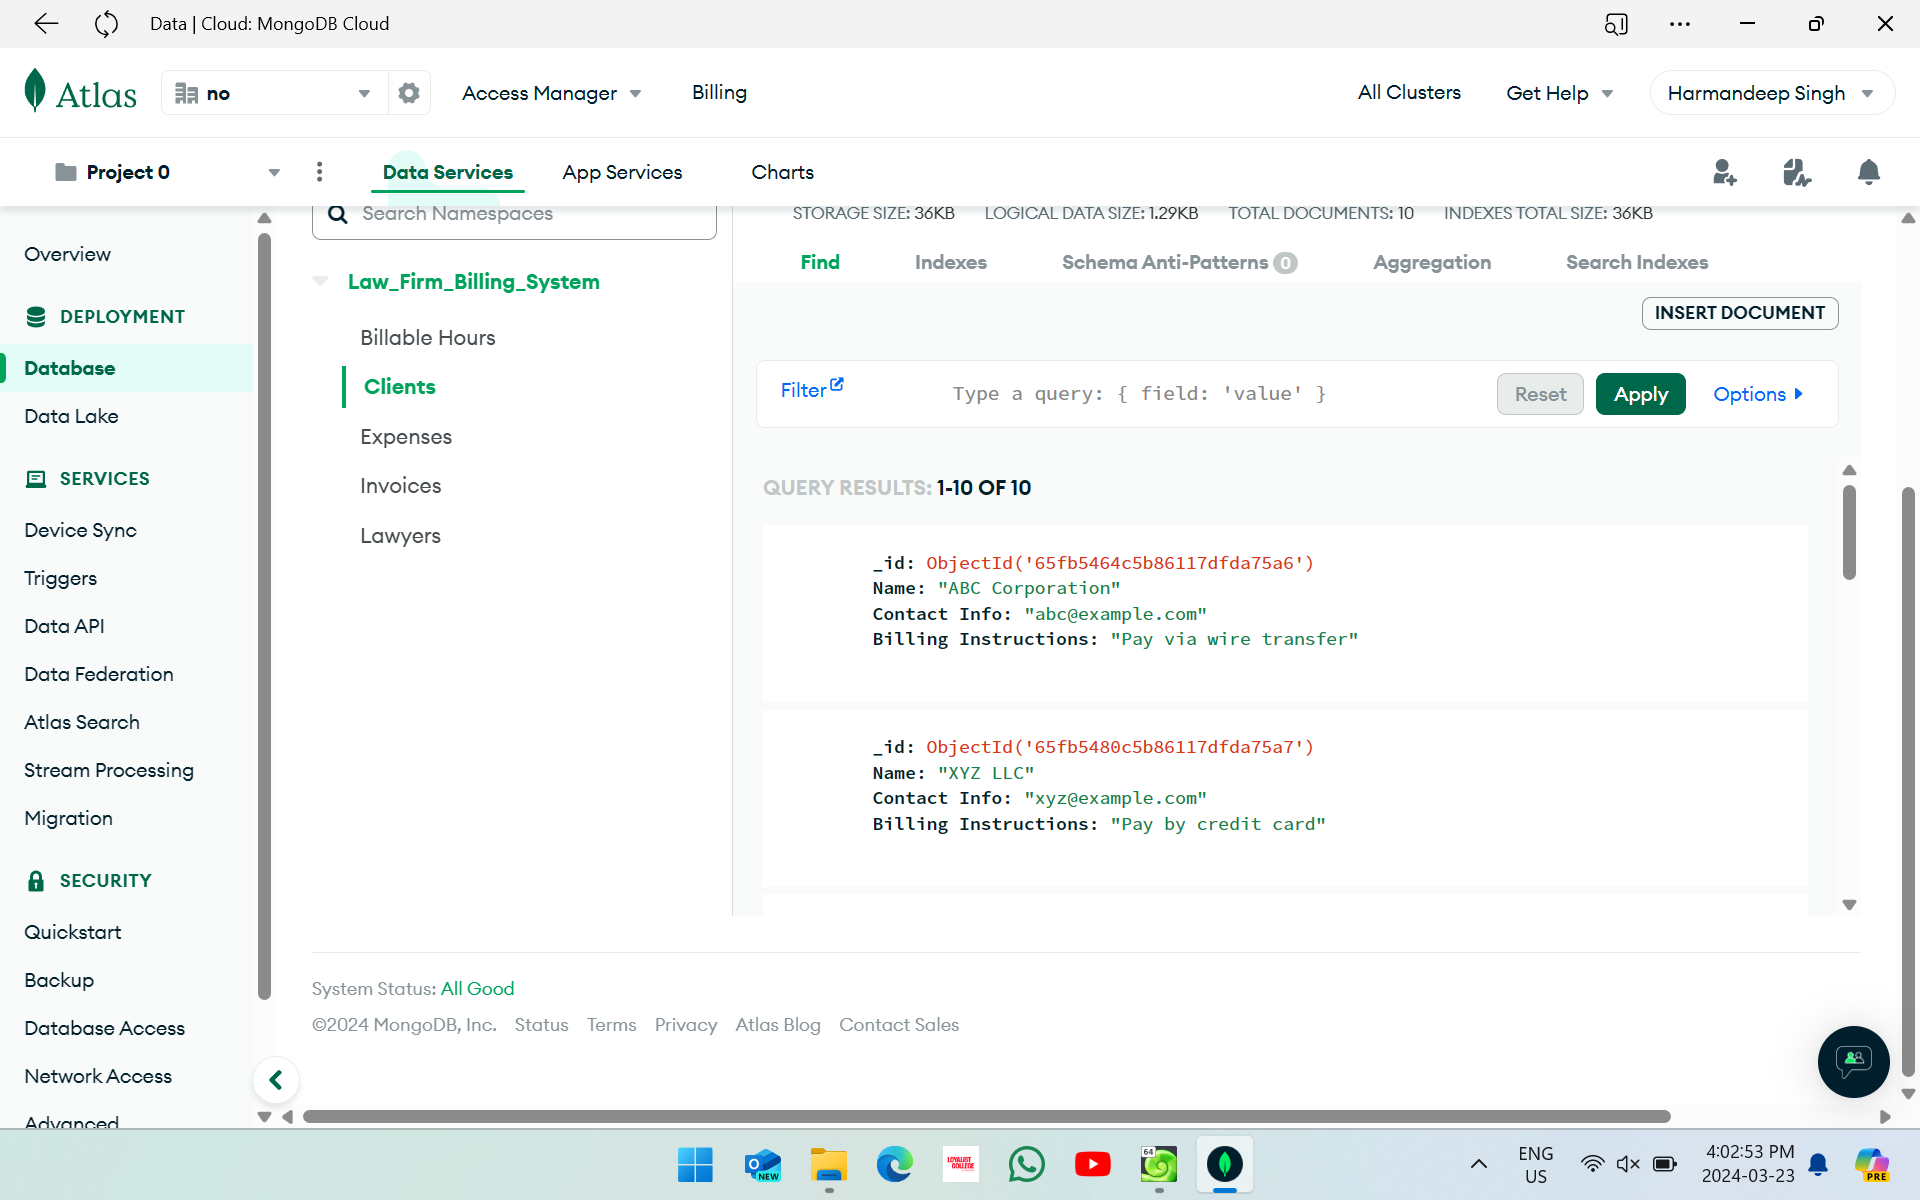 Data | Cloud: MongoDB Cloud
Atlas
no
Access Manager
Billing
All Clusters
Get Help
Harmandeep Singh
Project 0
Data Services
App Services
Charts
Search Namespaces
STORAGE SIZE: 36KB LOGICAL DATA SIZE: 1.29KB TOTAL DOCUMENTS: 10 INDEXES TOTAL SIZE: 36KB
Overview
DEPLOYMENT
Database
Data Lake
SERVICES
Device Sync
Triggers
Data API
Data Federation
Atlas Search
Stream Processing
Migration
SECURITY
Quickstart
Backup
Database Access
Network Access
Advanced
Law_Firm_Billing_System
Billable Hours
Clients
Expenses
Invoices
Lawyers
Find
Indexes
Schema Anti-Patterns 0
Aggregation
Search Indexes
INSERT DOCUMENT
Filter
Type a query: { field: 'value' }
Reset
Apply
Options
QUERY RESULTS: 1-10 OF 10
_id: ObjectId('65fb5464c5b86117dfda75a6')
Name: "ABC Corporation"
Contact Info: "abc@example.com"
Billing Instructions: "Pay via wire transfer"
_id: ObjectId('65fb5480c5b86117dfda75a7')
Name: "XYZ LLC"
Contact Info: "xyz@example.com"
Billing Instructions: "Pay by credit card"
System Status: All Good
©2024 MongoDB, Inc. Status Terms Privacy Atlas Blog Contact Sales
NEW
LOYALIST
COLLEGE
64
ENG
US
4:02:53 PM
2024-03-23
PRE